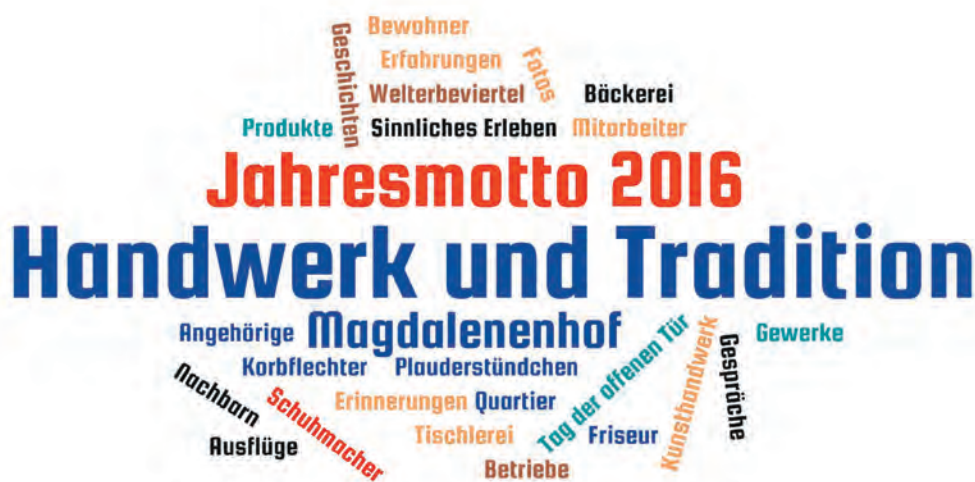 Bewohner
Geschichten
Erfahrungen
Fotos
Welterbeviertel
Bäckerei
Produkte
Sinnliches Erleben
Mitarbeiter
Jahresmotto 2016
Handwerk und Tradition
Angehörige
Magdalenenhof
Tag der offenen Tür
Kunsthandwerk
Gespräche
Gewerke
Korbflechter
Plauderstündchen
Nachbarn
Schuhmacher
Erinnerungen
Quartier
Ausflüge
Tischlerei
Friseur
Betriebe